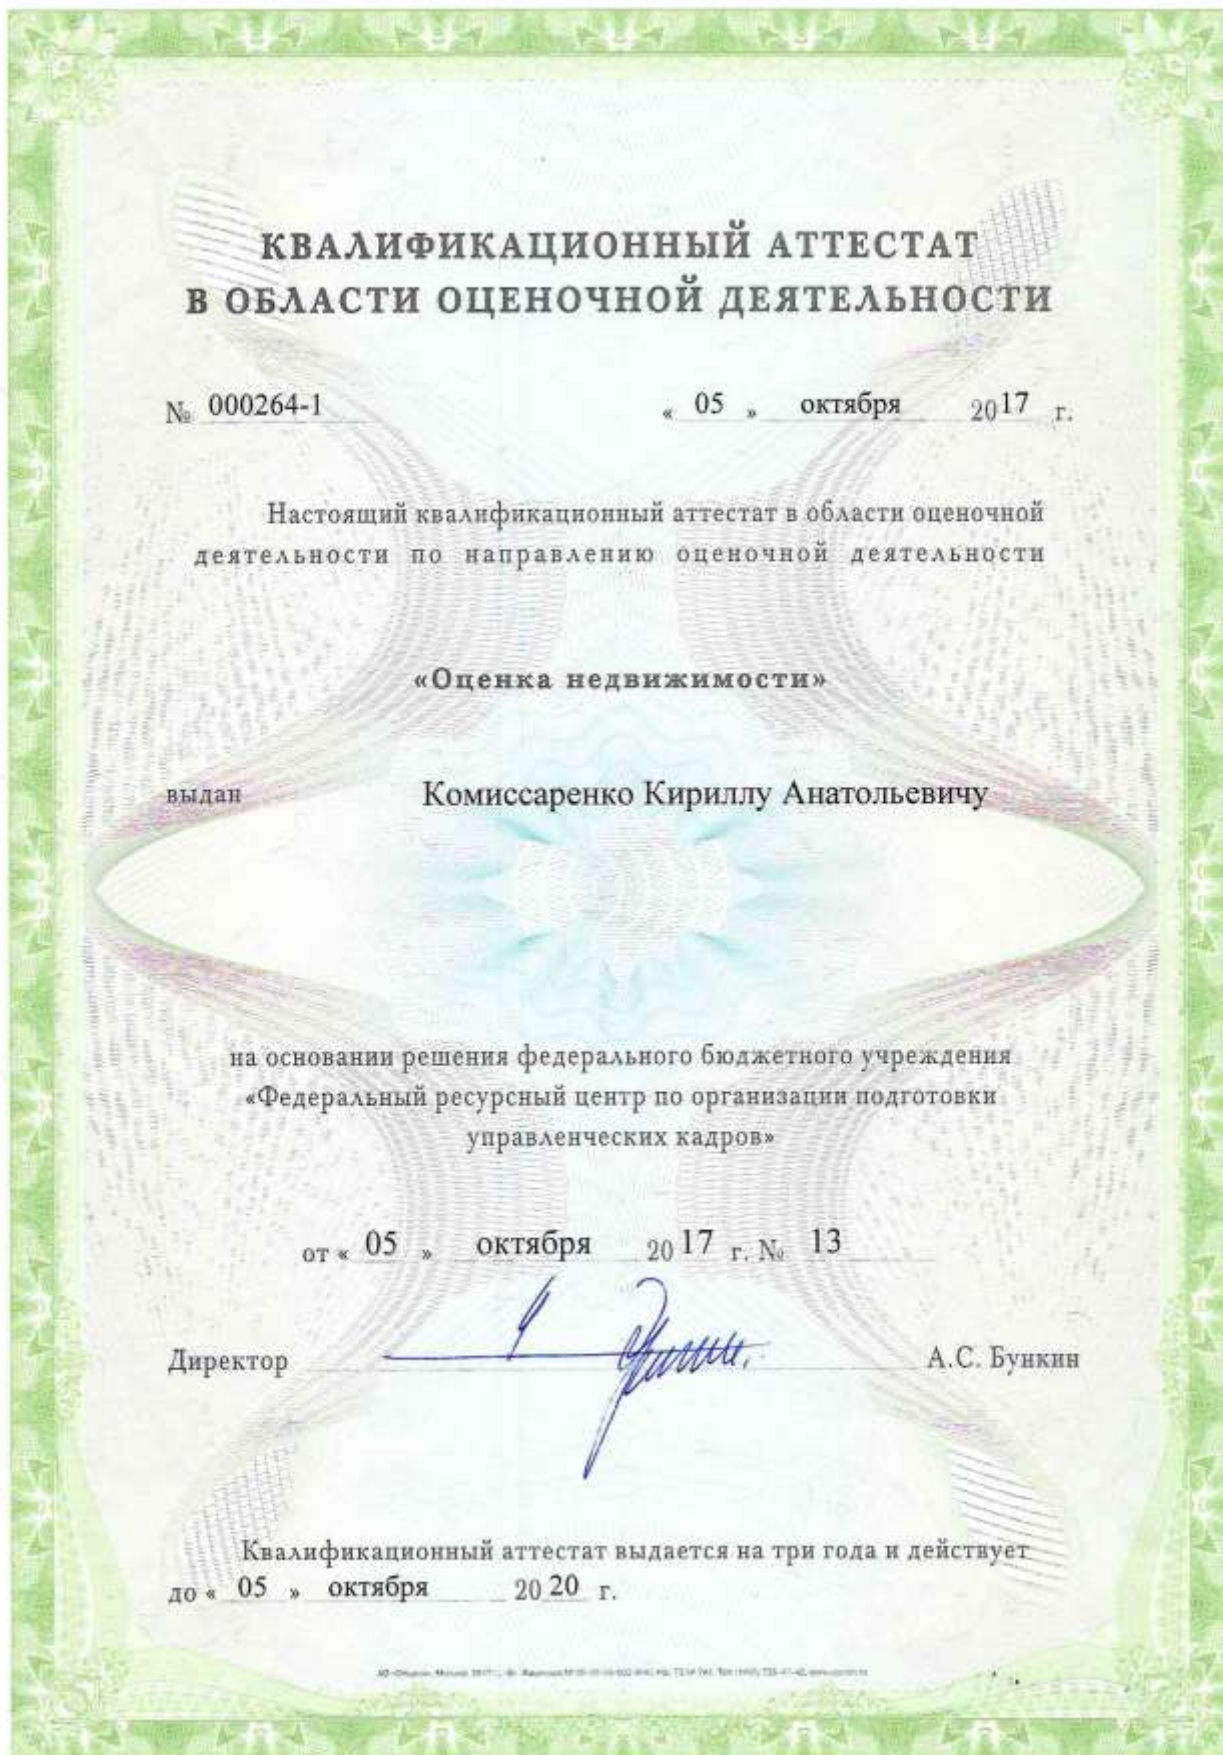 КВАЛИФИКАЦИОННЫЙ АТТЕСТАТ
В ОБЛАСТИ ОЦЕНОЧНОЙ ДЕЯТЕЛЬНОСТИ
№ 000264-1 « 05 » октября 2017 г.
Настоящий квалификационный аттестат в области оценочной
деятельности по направлению оценочной деятельности
«Оценка недвижимости»
выдан Комиссаренко Кириллу Анатольевичу
на основании решения федерального бюджетного учреждения
«Федеральный ресурсный центр по организации подготовки
управленческих кадров»
от « 05 » октября 2017 г. № 13
Директор А.С. Бункин
Квалификационный аттестат выдается на три года и действует
до « 05 » октября 2020 г.